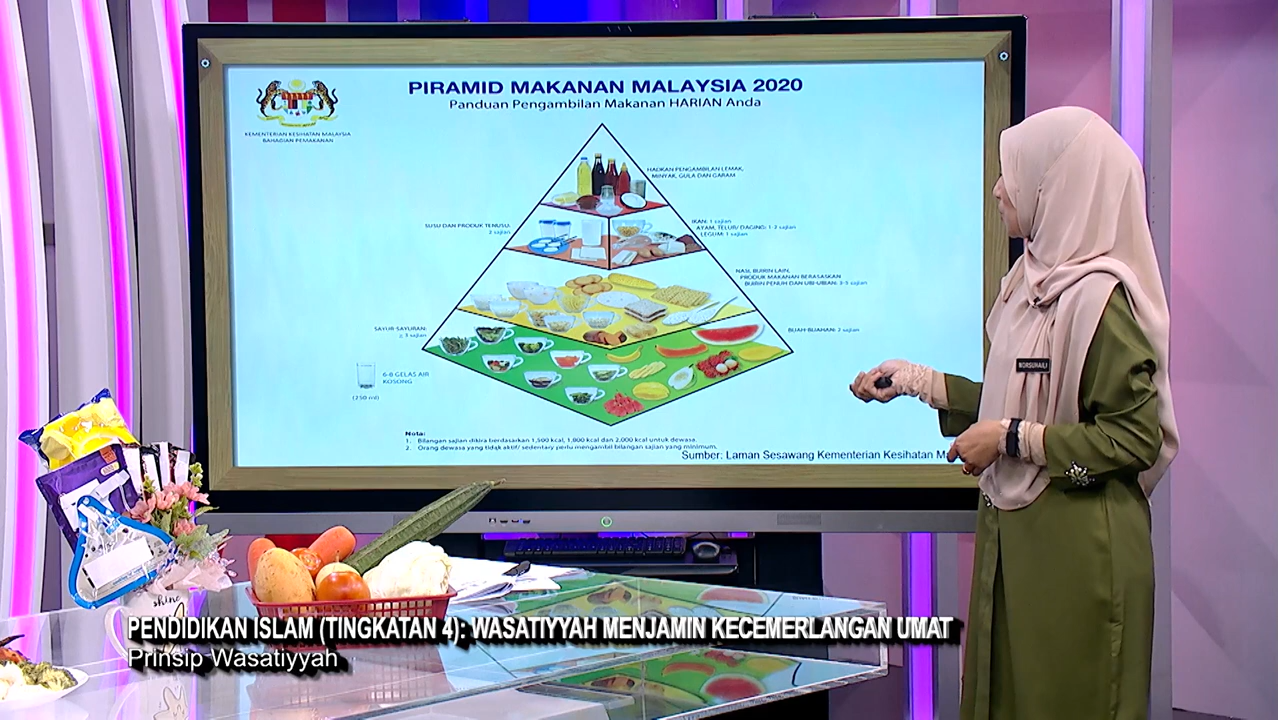 PIRAMID MAKANAN MALAYSIA 2020
Panduan Pengambilan Makanan HARIAN Anda
KEMENTERIAN KESIHATAN MALAYSIA
BAHAGIAN PEMAKANAN
HADKAN PENGAMBILAN LEMAK,
MINYAK, GULA DAN GARAM
SUSU DAN PRODUK TENUSU:
2 sajian
IKAN: 1 sajian
AYAM, TELUR/ DAGING: 1-2 sajian
LEGUM: 1 sajian
NASI, BIJIRIN LAIN,
PRODUK MAKANAN BERASASKAN
BIJIRIN PENUH DAN UBI-UBIAN: 3-5 sajian
SAYUR-SAYURAN:
≥ 3 sajian
BUAH-BUAHAN: 2 sajian
6-8 GELAS AIR
KOSONG
(250 ml)
Nota:
1. Bilangan sajian dikira berdasarkan 1,500 kcal, 1,800 kcal dan 2,000 kcal untuk dewasa.
2. Orang dewasa yang tidak aktif/ sedentary perlu mengambil bilangan sajian yang minimum.
Sumber: Laman Sesawang Kementerian Kesihatan
NORSUHAILI
shine
PENDIDIKAN ISLAM (TINGKATAN 4): WASATIYYAH MENJAMIN KECEMERLANGAN UMAT
Prinsip Wasatiyyah